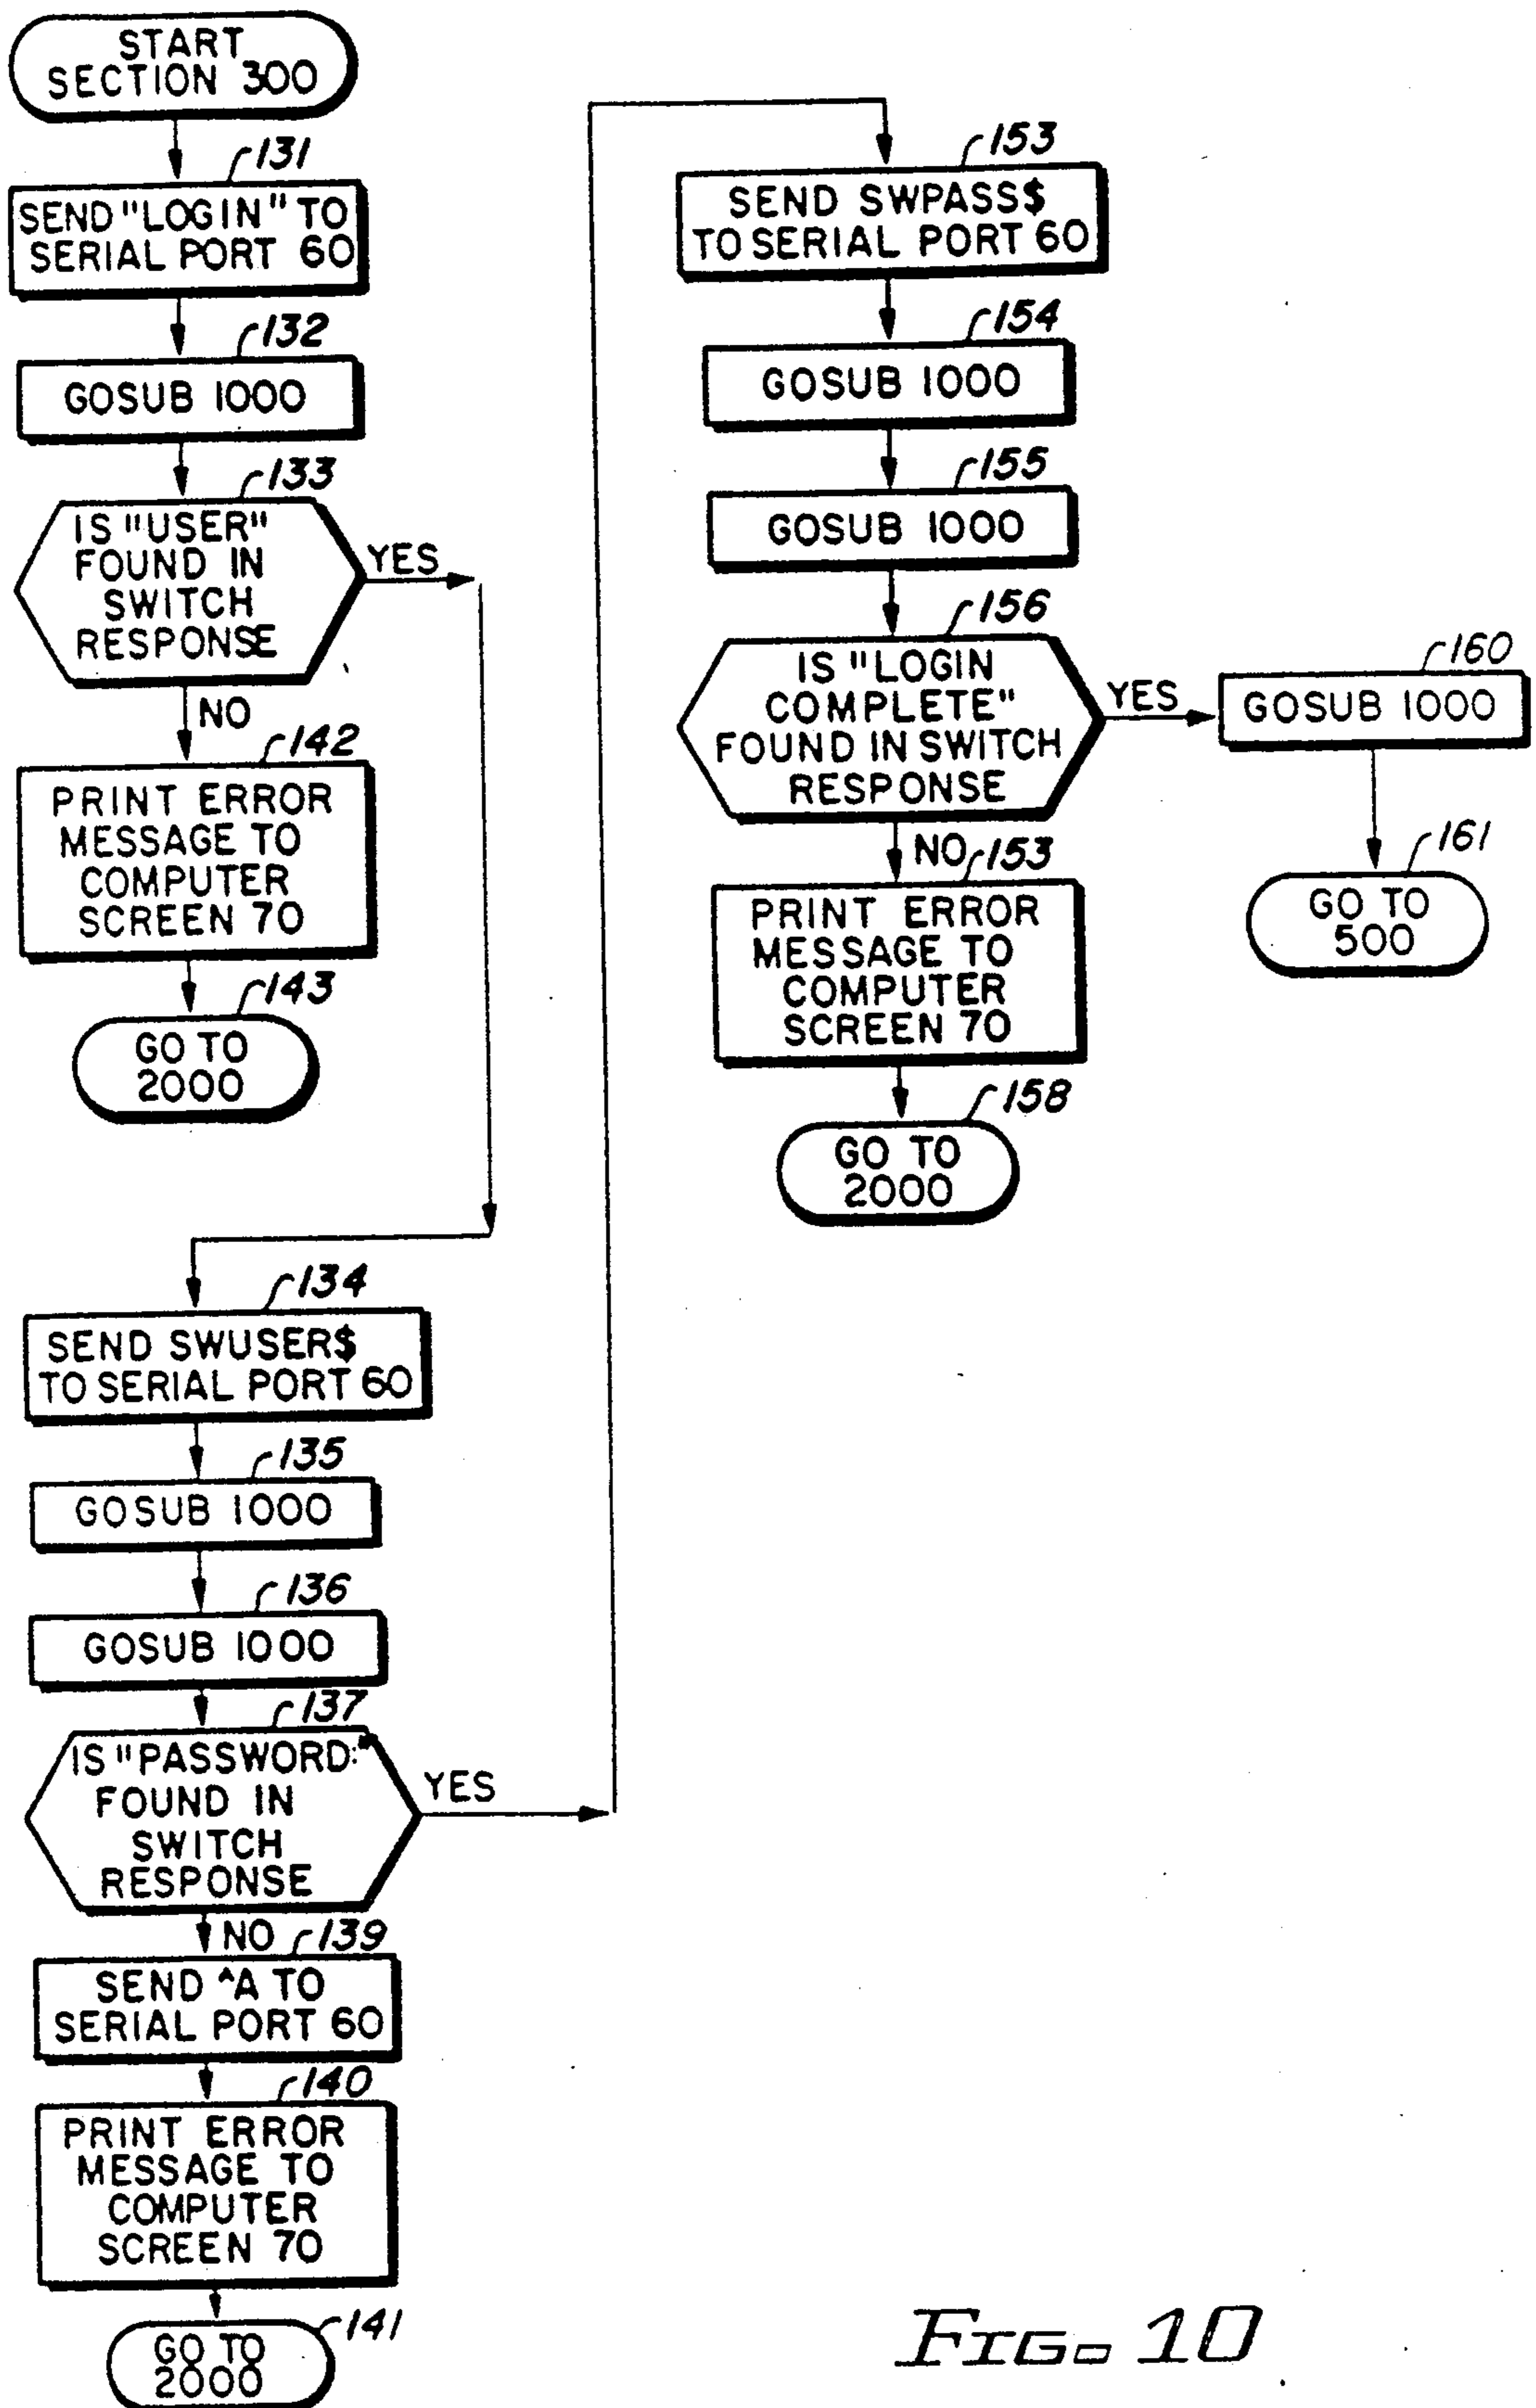 START
SECTION 300
131
SEND "LOGIN" TO
SERIAL PORT 60
132
GOSUB 1000
133
IS "USER"
FOUND IN
SWITCH
RESPONSE
YES
NO
142
PRINT ERROR
MESSAGE TO
COMPUTER
SCREEN 70
143
GO TO
2000
134
SEND SWUSER$
TO SERIAL PORT 60
135
GOSUB 1000
136
GOSUB 1000
137
IS "PASSWORD:"
FOUND IN
SWITCH
RESPONSE
YES
NO
139
SEND ^A TO
SERIAL PORT 60
140
PRINT ERROR
MESSAGE TO
COMPUTER
SCREEN 70
141
GO TO
2000
153
SEND SWPASS$
TO SERIAL PORT 60
154
GOSUB 1000
155
GOSUB 1000
156
IS "LOGIN
COMPLETE"
FOUND IN SWITCH
RESPONSE
YES
160
GOSUB 1000
161
GO TO
500
NO
153
PRINT ERROR
MESSAGE TO
COMPUTER
SCREEN 70
158
GO TO
2000
FIG. 10